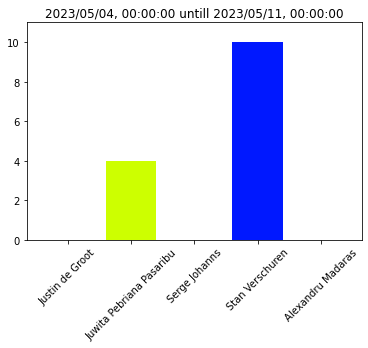 2023/05/04, 00:00:00 untill 2023/05/11, 00:00:00
10
8
6
4
2
0
Justin de Groot
Juwita Pebriana Pasaribu
Serge Johanns
Stan Verschuren
Alexandru Madaras